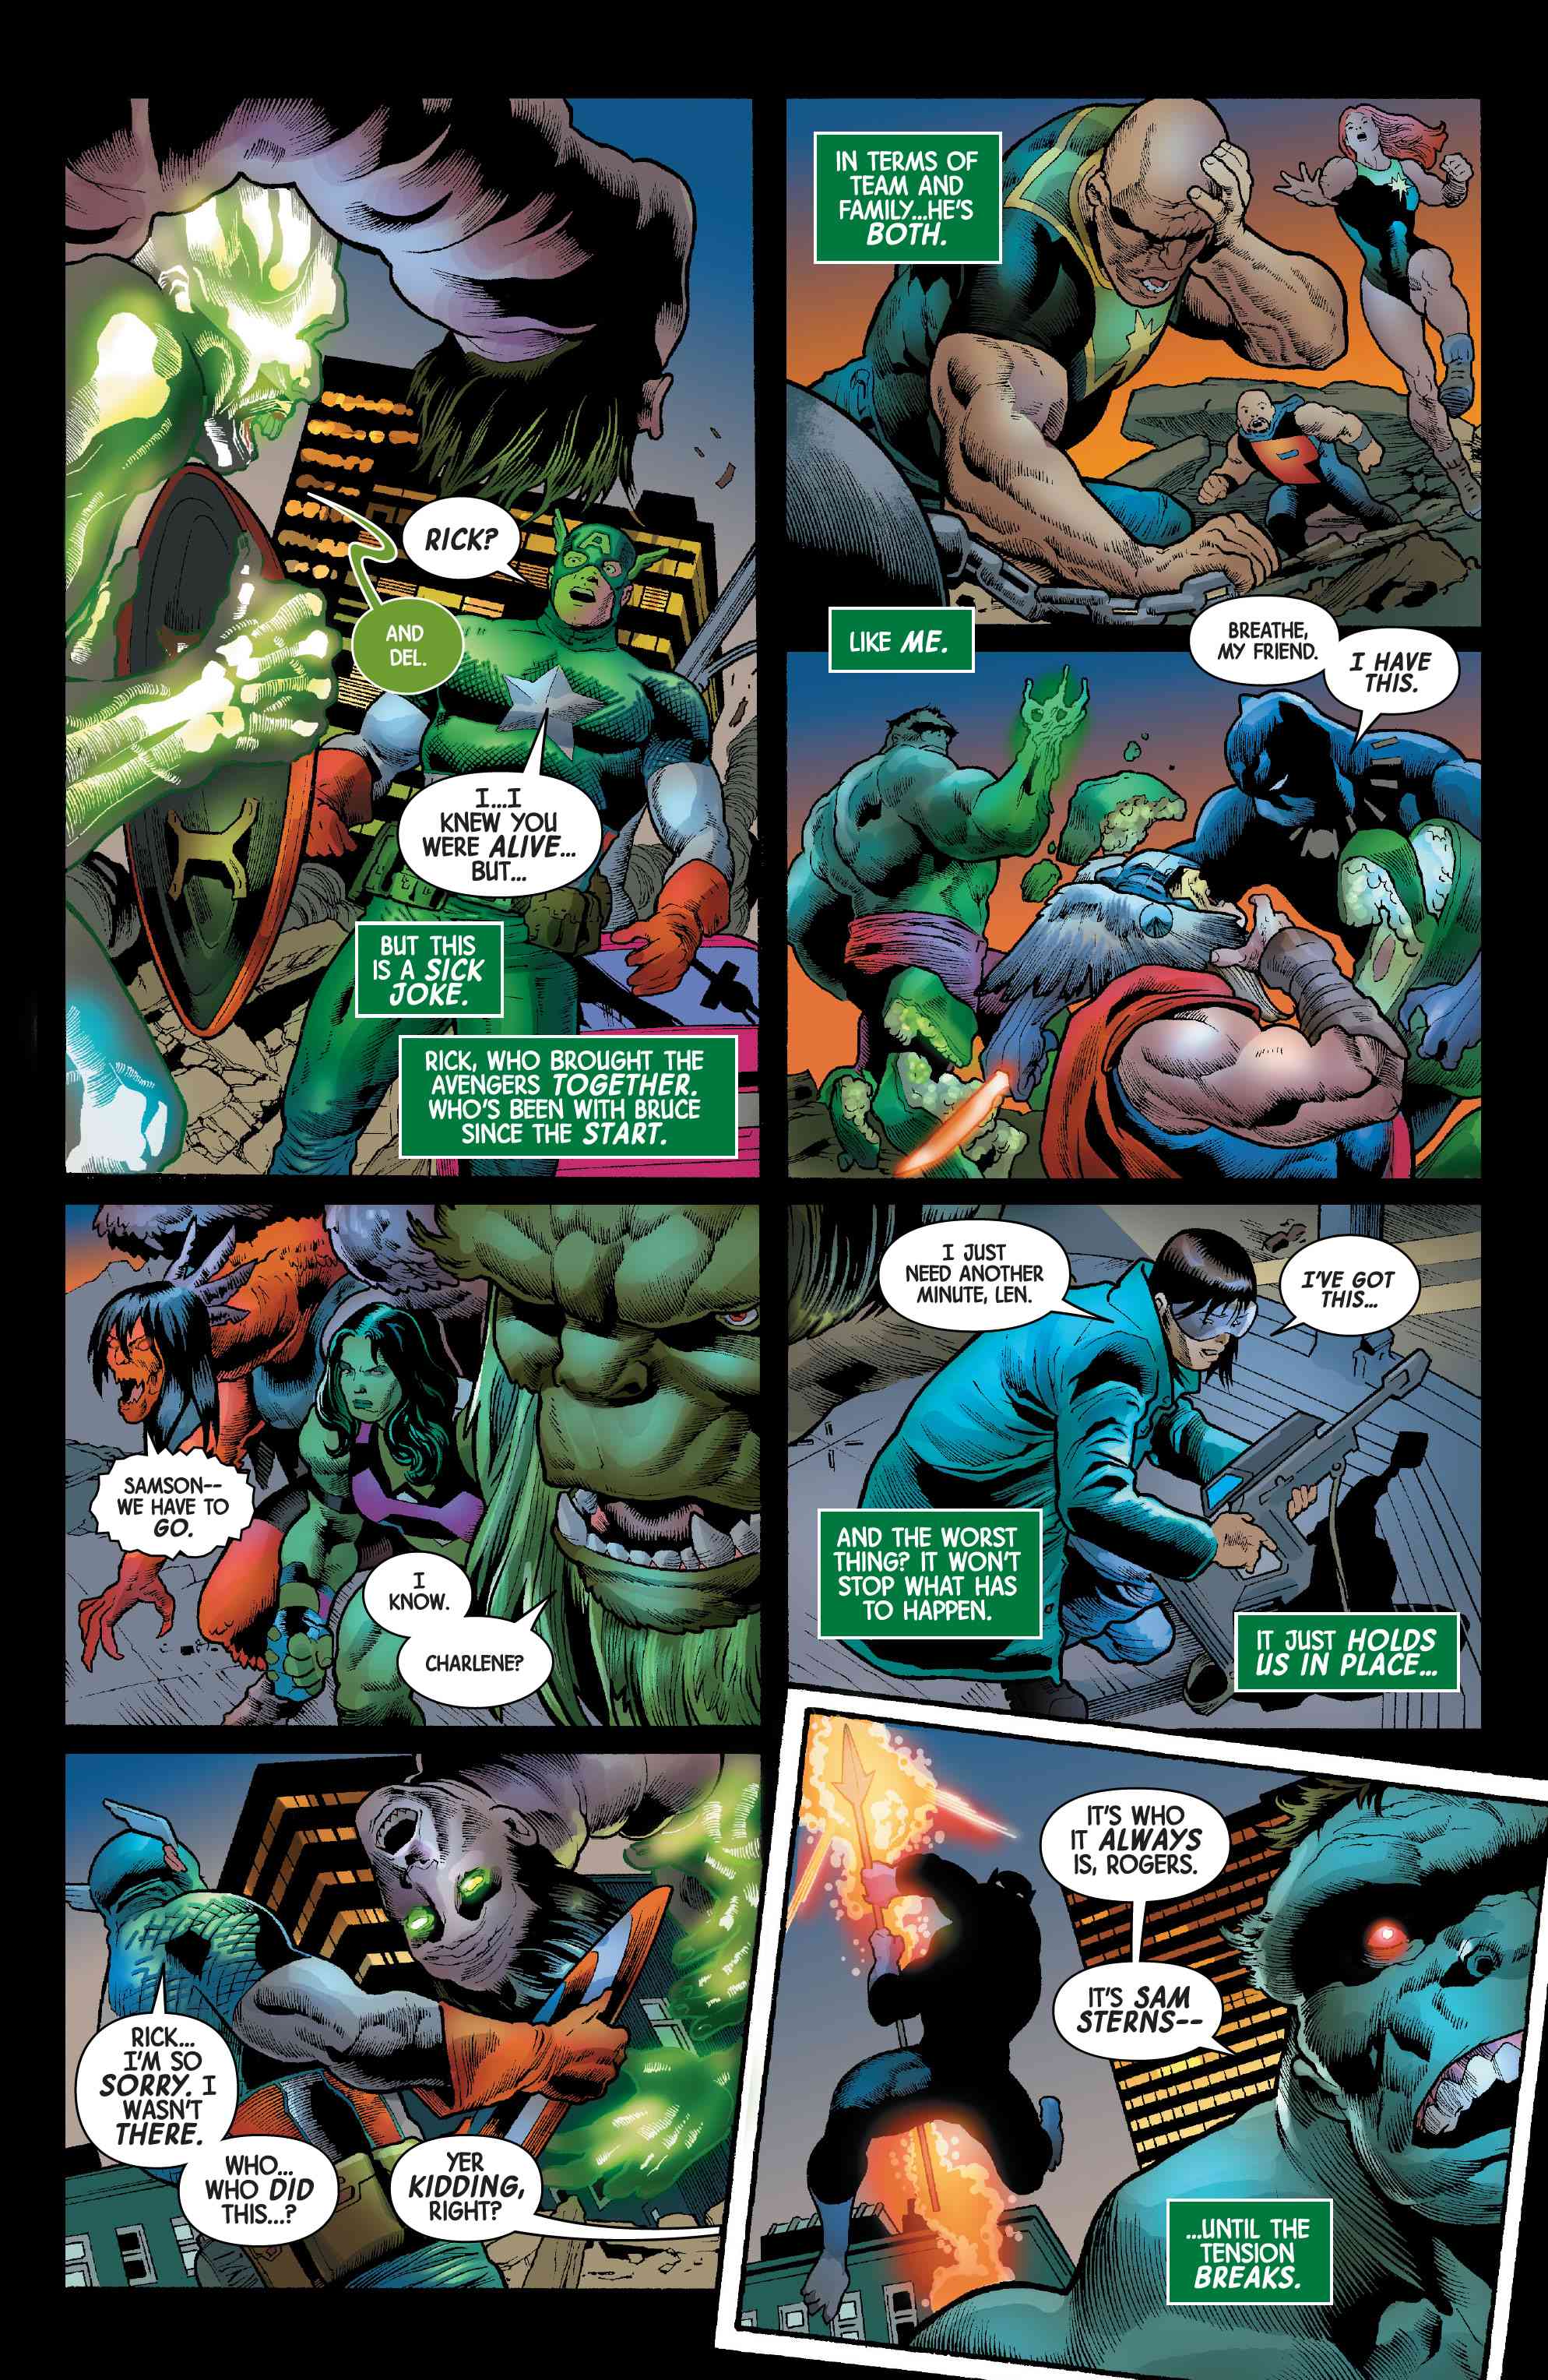 RICK?
AND
DEL.
I...I
KNEW YOU
WERE ALIVE...
BUT...
BUT THIS
IS A SICK
JOKE.
RICK, WHO BROUGHT THE
AVENGERS TOGETHER.
WHO'S BEEN WITH BRUCE
SINCE THE START.
IN TERMS OF
TEAM AND
FAMILY...HE'S
BOTH.
LIKE ME.
BREATHE,
MY FRIEND.
I HAVE
THIS.
SAMSON--
WE HAVE TO
GO.
I
KNOW.
CHARLENE?
I JUST
NEED ANOTHER
MINUTE, LEN.
I'VE GOT
THIS...
AND THE WORST
THING? IT WON'T
STOP WHAT HAS
TO HAPPEN.
IT JUST HOLDS
US IN PLACE...
RICK...
I'M SO
SORRY. I
WASN'T
THERE.
WHO...
WHO DID
THIS...?
YER
KIDDING,
RIGHT?
IT'S WHO
IT ALWAYS
IS, ROGERS.
IT'S SAM
STERNS--
...UNTIL THE
TENSION
BREAKS.